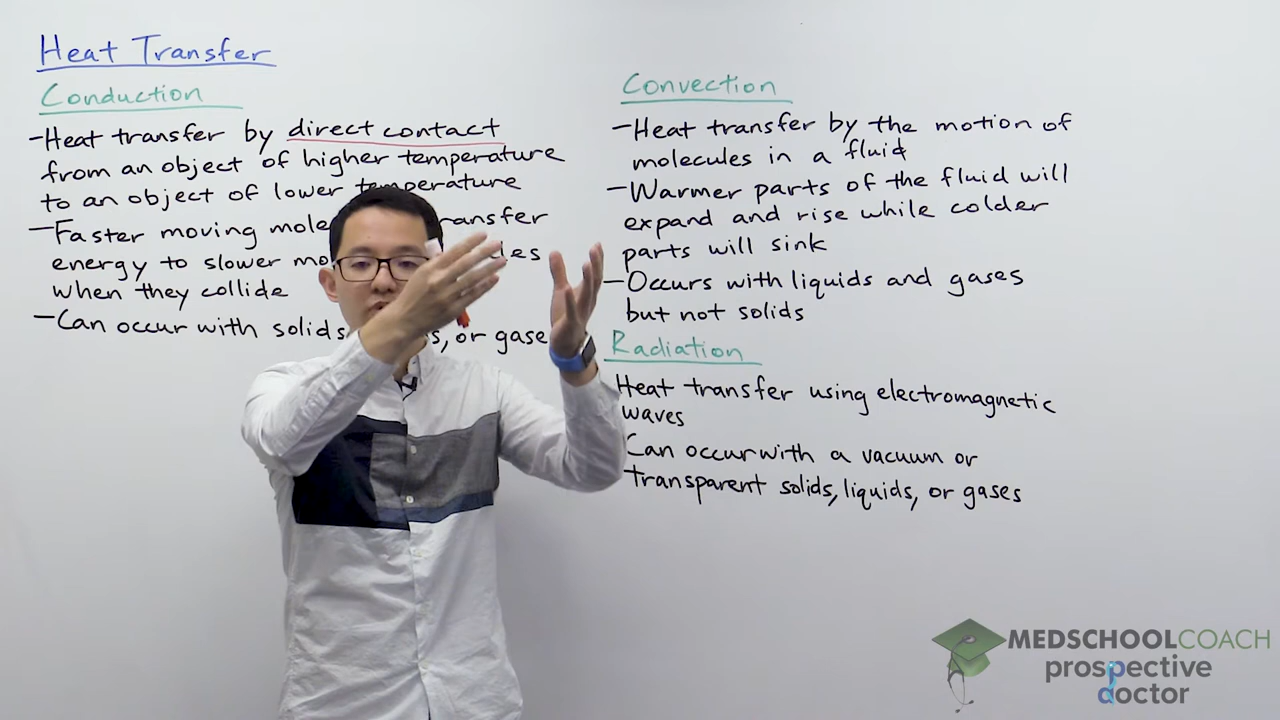 Heat Transfer
Conduction
-Heat transfer by direct contact
from an object of higher temperature
to an object of lower temperature
-Faster moving transfer
energy to slower
when they collide
-Can occur with solids, or gases
Convection
-Heat transfer by the motion of
molecules in a fluid
-Warmer parts of the fluid will
expand and rise while colder
parts will sink
-Occurs with liquids and gases
but not solids
Radiation
Heat transfer using electromagnetic
waves
Can occur with a vacuum or
transparent solids, liquids, or gases
MEDSCHOOLCOACH
prospective
doctor